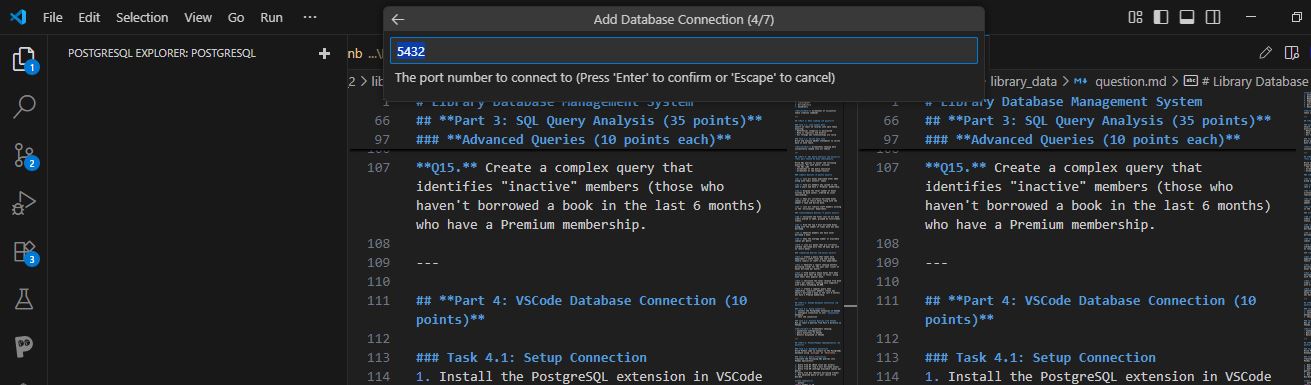 File Edit Selection View Go Run ···
Add Database Connection (4/7)
POSTGRESQL EXPLORER: POSTGRESQL
nb ...\
5432
The port number to connect to (Press 'Enter' to confirm or 'Escape' to cancel)
_2 > lib
library_data > question.md > # Library Database
1
2
3
1 # Library Database Management System
66 ## **Part 3: SQL Query Analysis (35 points)**
97 ### **Advanced Queries (10 points each)**
107 **Q15.** Create a complex query that
identifies "inactive" members (those who
haven't borrowed a book in the last 6 months)
who have a Premium membership.
108
109 ---
110
111 ## **Part 4: VSCode Database Connection (10
points)**
112
113 ### Task 4.1: Setup Connection
114 1. Install the PostgreSQL extension in VSCode
1 # Library Database Management System
66 ## **Part 3: SQL Query Analysis (35 points)**
97 ### **Advanced Queries (10 points each)**
107 **Q15.** Create a complex query that
identifies "inactive" members (those who
haven't borrowed a book in the last 6 months)
who have a Premium membership.
108
109 ---
110
111 ## **Part 4: VSCode Database Connection (10
points)**
112
113 ### Task 4.1: Setup Connection
114 1. Install the PostgreSQL extension in VSCode